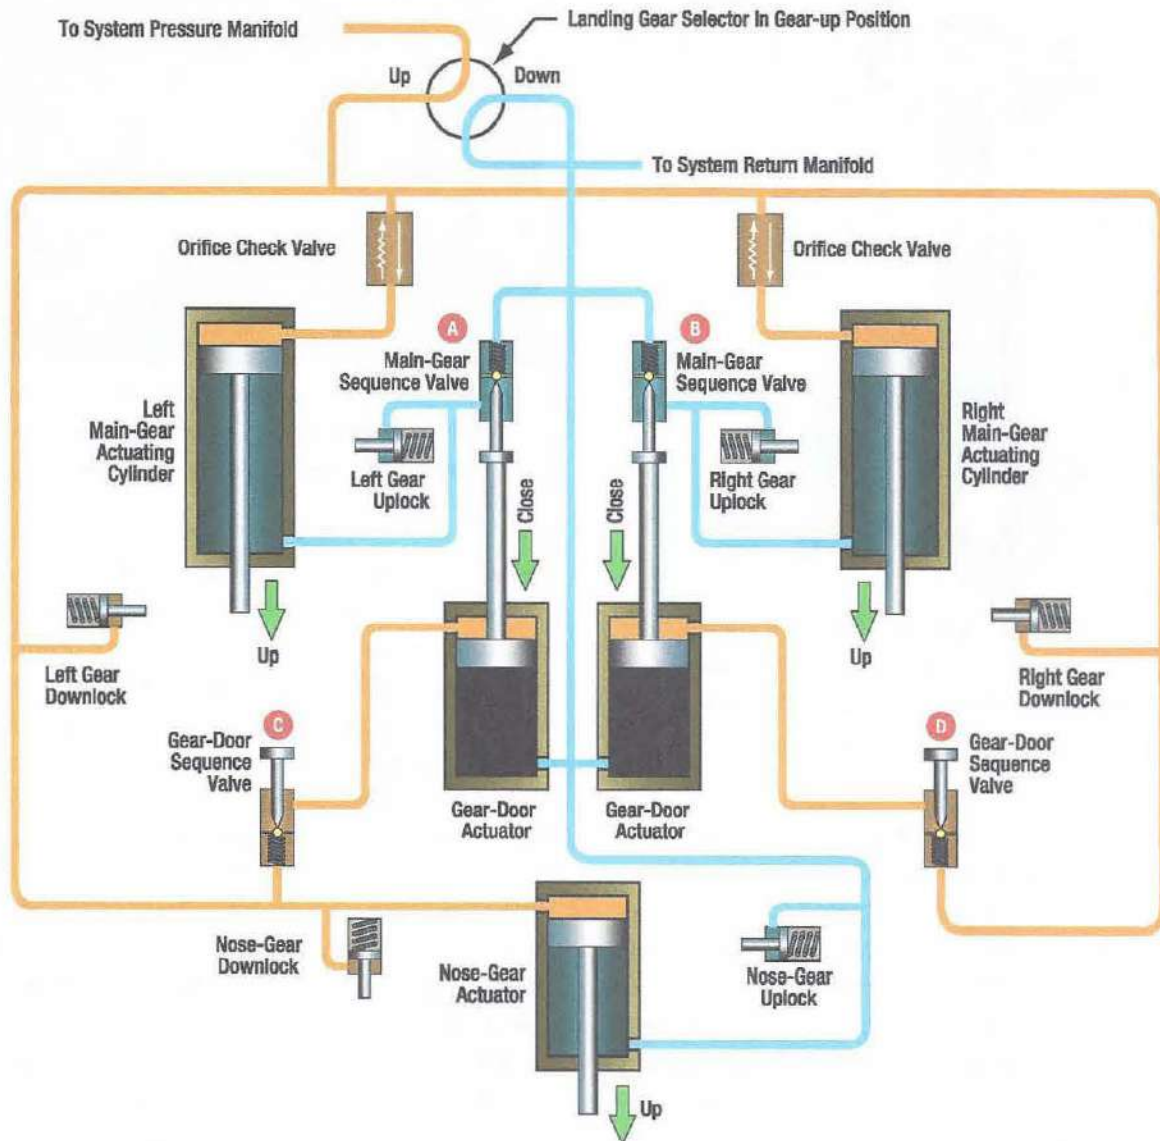 Landing Gear Selector In Gear-up Position
To System Pressure Manifold
Up
Down
To System Return Manifold
Orifice Check Valve
Orifice Check Valve
A
Main-Gear
Sequence Valve
B
Main-Gear
Sequence Valve
Left
Main-Gear
Actuating
Cylinder
Left Gear
Uplock
Right Gear
Uplock
Right
Main-Gear
Actuating
Cylinder
Close
Close
Up
Up
Left Gear
Downlock
Right Gear
Downlock
C
Gear-Door
Sequence
Valve
D
Gear-Door
Sequence
Valve
Gear-Door
Actuator
Gear-Door
Actuator
Nose-Gear
Downlock
Nose-Gear
Actuator
Nose-Gear
Uplock
Up